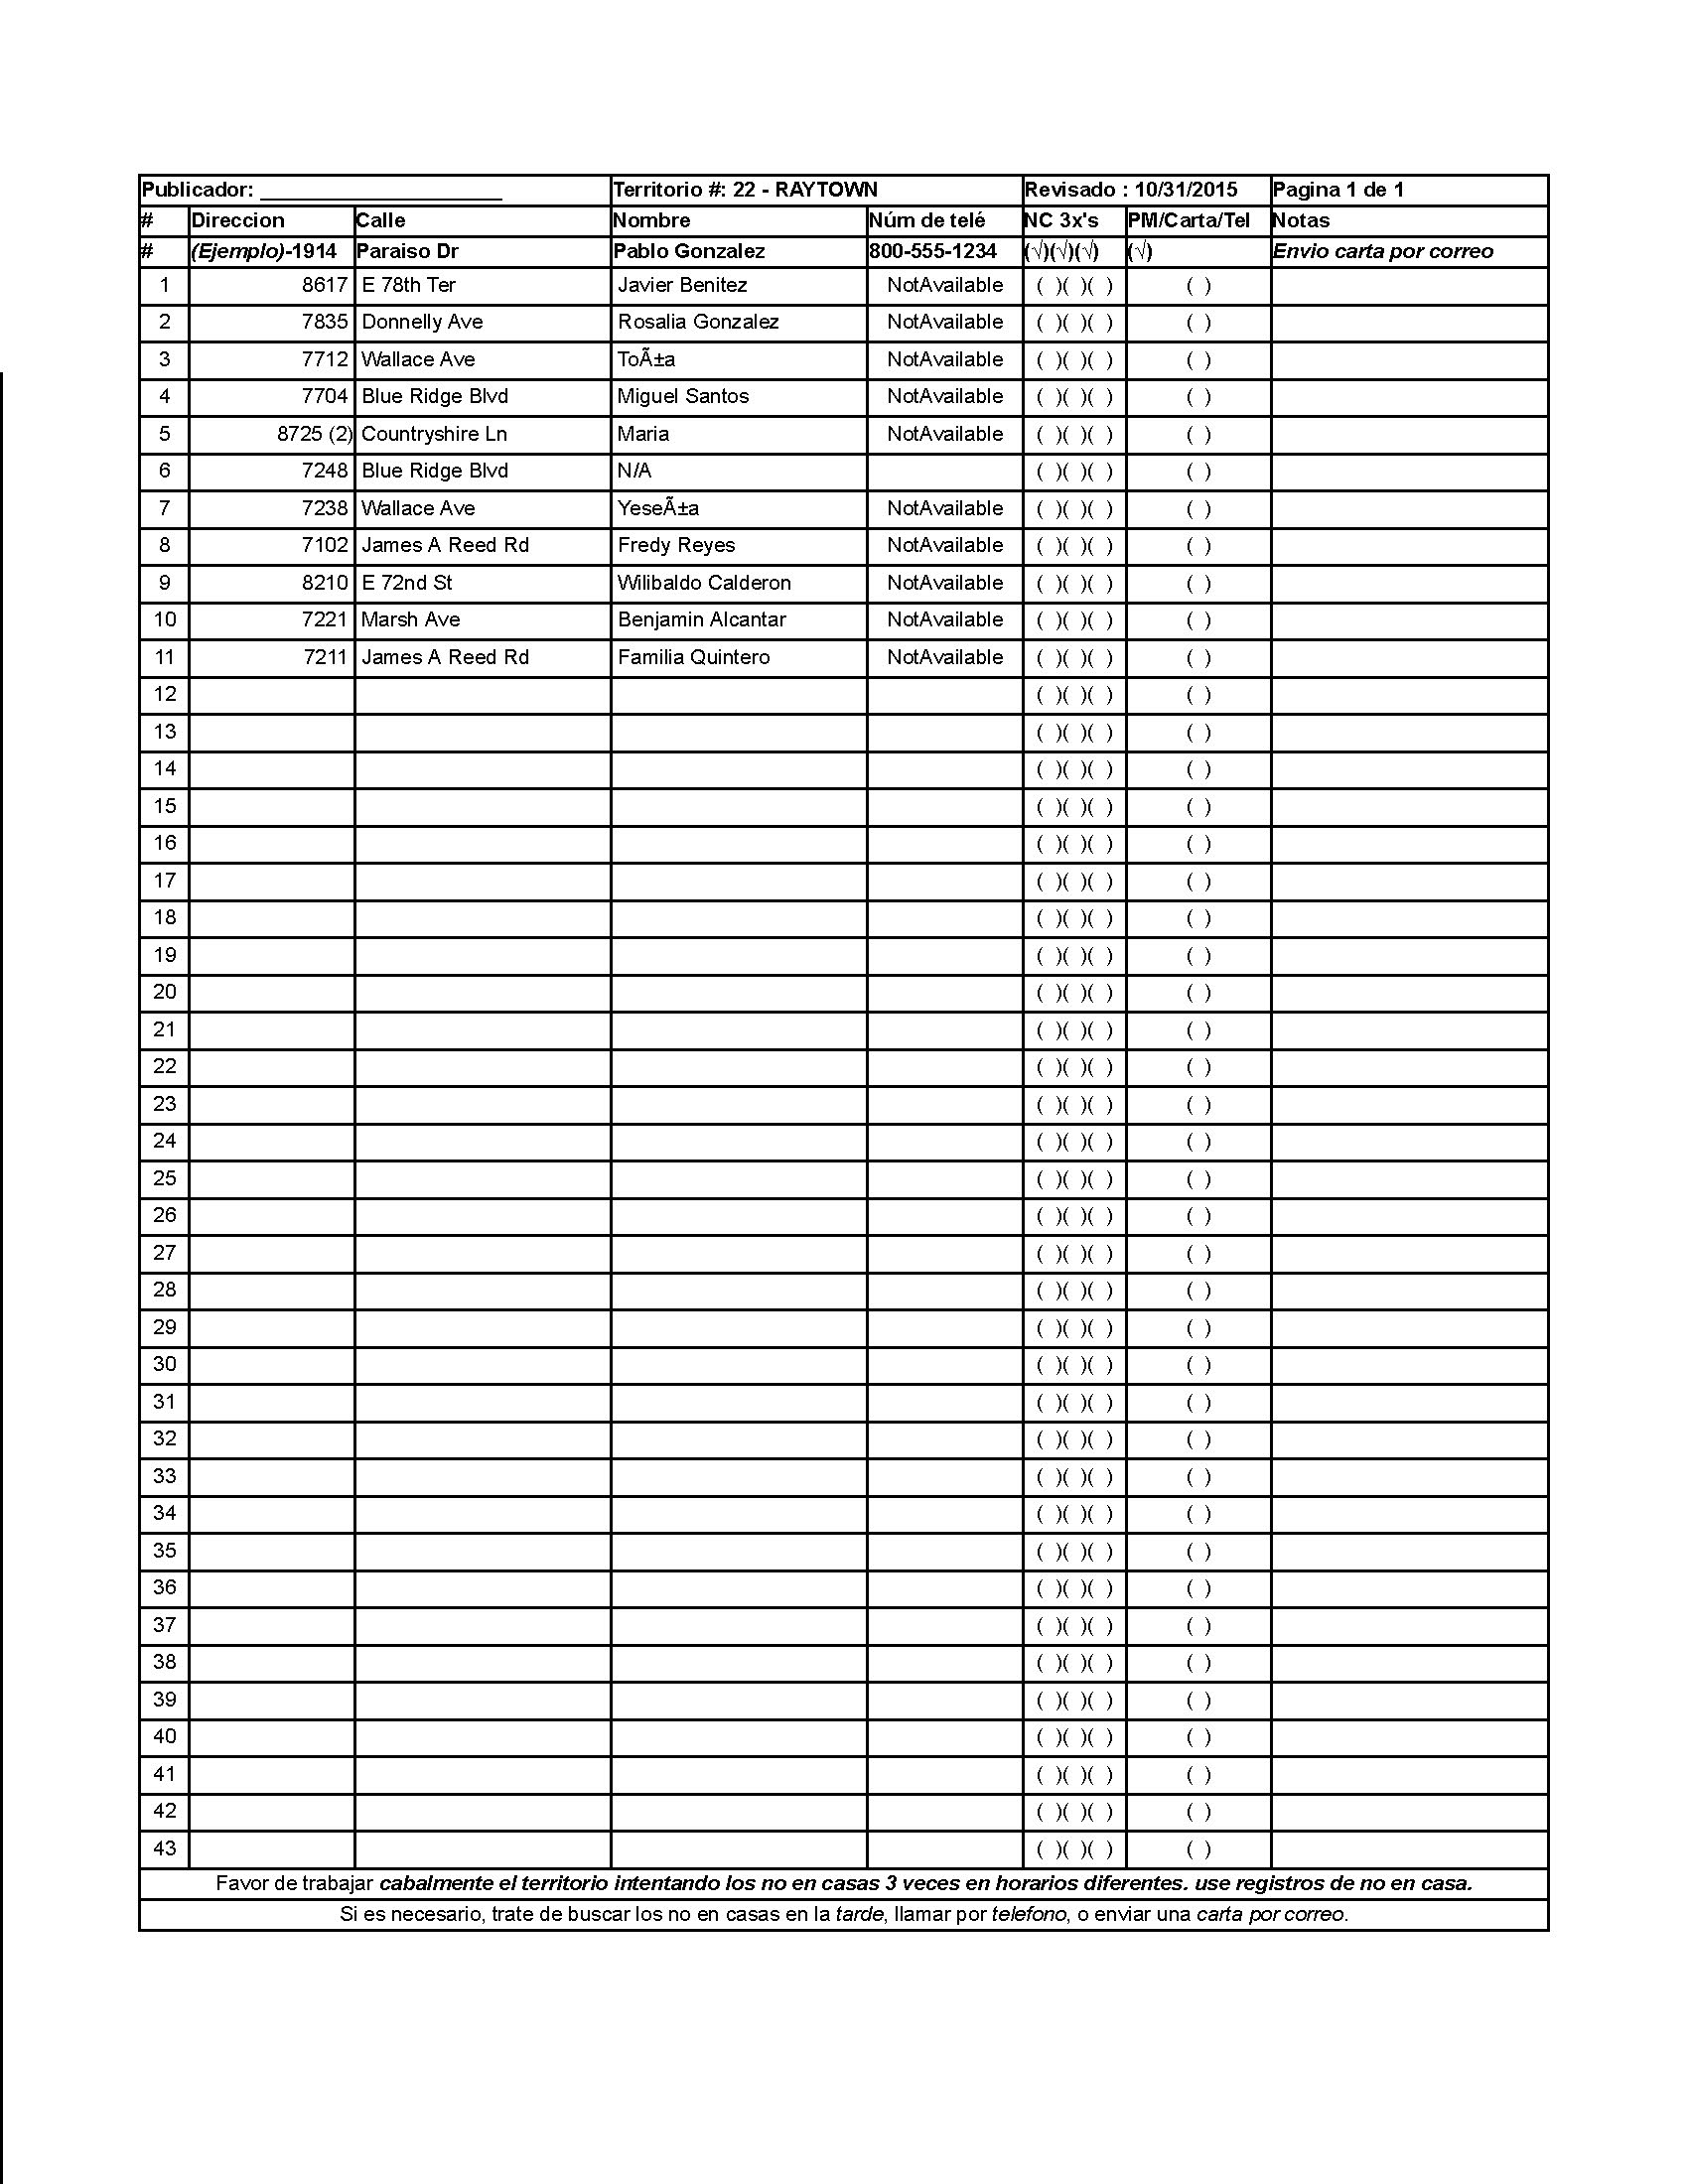 Publicador: ____________________ Territorio #: 22 - RAYTOWN Revisado : 10/31/2015 Pagina 1 de 1
# Direccion Calle Nombre Núm de telé NC 3x's PM/Carta/Tel Notas
# (Ejemplo)-1914 Paraiso Dr Pablo Gonzalez 800-555-1234 (√)(√)(√) (√) Envio carta por correo
1 8617 E 78th Ter Javier Benitez NotAvailable ( )( )( ) ( )
2 7835 Donnelly Ave Rosalia Gonzalez NotAvailable ( )( )( ) ( )
3 7712 Wallace Ave ToÃ±a NotAvailable ( )( )( ) ( )
4 7704 Blue Ridge Blvd Miguel Santos NotAvailable ( )( )( ) ( )
5 8725 (2) Countryshire Ln Maria NotAvailable ( )( )( ) ( )
6 7248 Blue Ridge Blvd N/A ( )( )( ) ( )
7 7238 Wallace Ave YeseÃ±a NotAvailable ( )( )( ) ( )
8 7102 James A Reed Rd Fredy Reyes NotAvailable ( )( )( ) ( )
9 8210 E 72nd St Wilibaldo Calderon NotAvailable ( )( )( ) ( )
10 7221 Marsh Ave Benjamin Alcantar NotAvailable ( )( )( ) ( )
11 7211 James A Reed Rd Familia Quintero NotAvailable ( )( )( ) ( )
12 ( )( )( ) ( )
13 ( )( )( ) ( )
14 ( )( )( ) ( )
15 ( )( )( ) ( )
16 ( )( )( ) ( )
17 ( )( )( ) ( )
18 ( )( )( ) ( )
19 ( )( )( ) ( )
20 ( )( )( ) ( )
21 ( )( )( ) ( )
22 ( )( )( ) ( )
23 ( )( )( ) ( )
24 ( )( )( ) ( )
25 ( )( )( ) ( )
26 ( )( )( ) ( )
27 ( )( )( ) ( )
28 ( )( )( ) ( )
29 ( )( )( ) ( )
30 ( )( )( ) ( )
31 ( )( )( ) ( )
32 ( )( )( ) ( )
33 ( )( )( ) ( )
34 ( )( )( ) ( )
35 ( )( )( ) ( )
36 ( )( )( ) ( )
37 ( )( )( ) ( )
38 ( )( )( ) ( )
39 ( )( )( ) ( )
40 ( )( )( ) ( )
41 ( )( )( ) ( )
42 ( )( )( ) ( )
43 ( )( )( ) ( )
Favor de trabajar cabalmente el territorio intentando los no en casas 3 veces en horarios diferentes. use registros de no en casa.
Si es necesario, trate de buscar los no en casas en la tarde, llamar por telefono, o enviar una carta por correo.